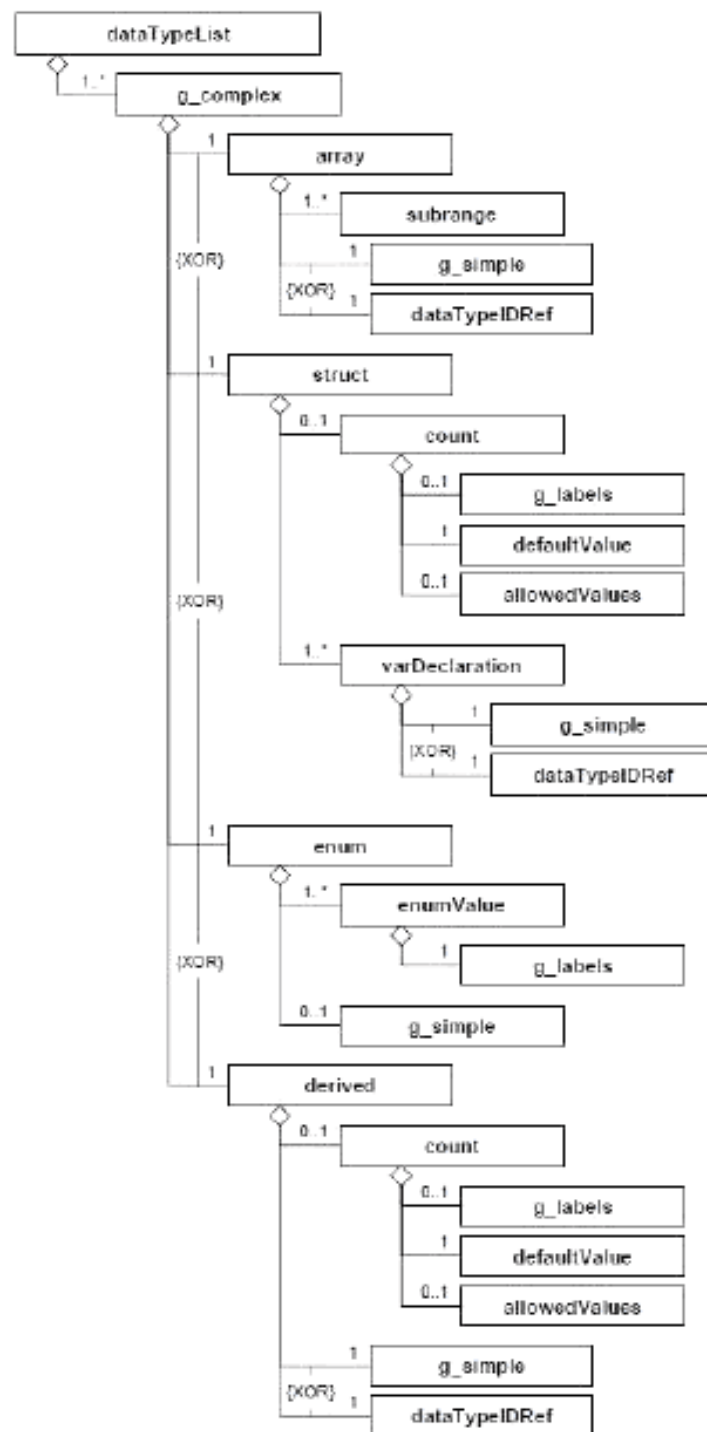 dataTypeList
1..*
g_complex
1
array
1..*
subrange
{XOR}
1
g_simple
{XOR}
1
dataTypeIDRef
1
struct
0..1
count
0..1
g_labels
1
defaultValue
0..1
allowedValues
{XOR}
1..*
varDeclaration
1
g_simple
{XOR}
1
dataTypeIDRef
1
enum
1..*
enumValue
{XOR}
1
g_labels
0..1
g_simple
1
derived
0..1
count
0..1
g_labels
1
defaultValue
0..1
allowedValues
1
g_simple
{XOR}
1
dataTypeIDRef